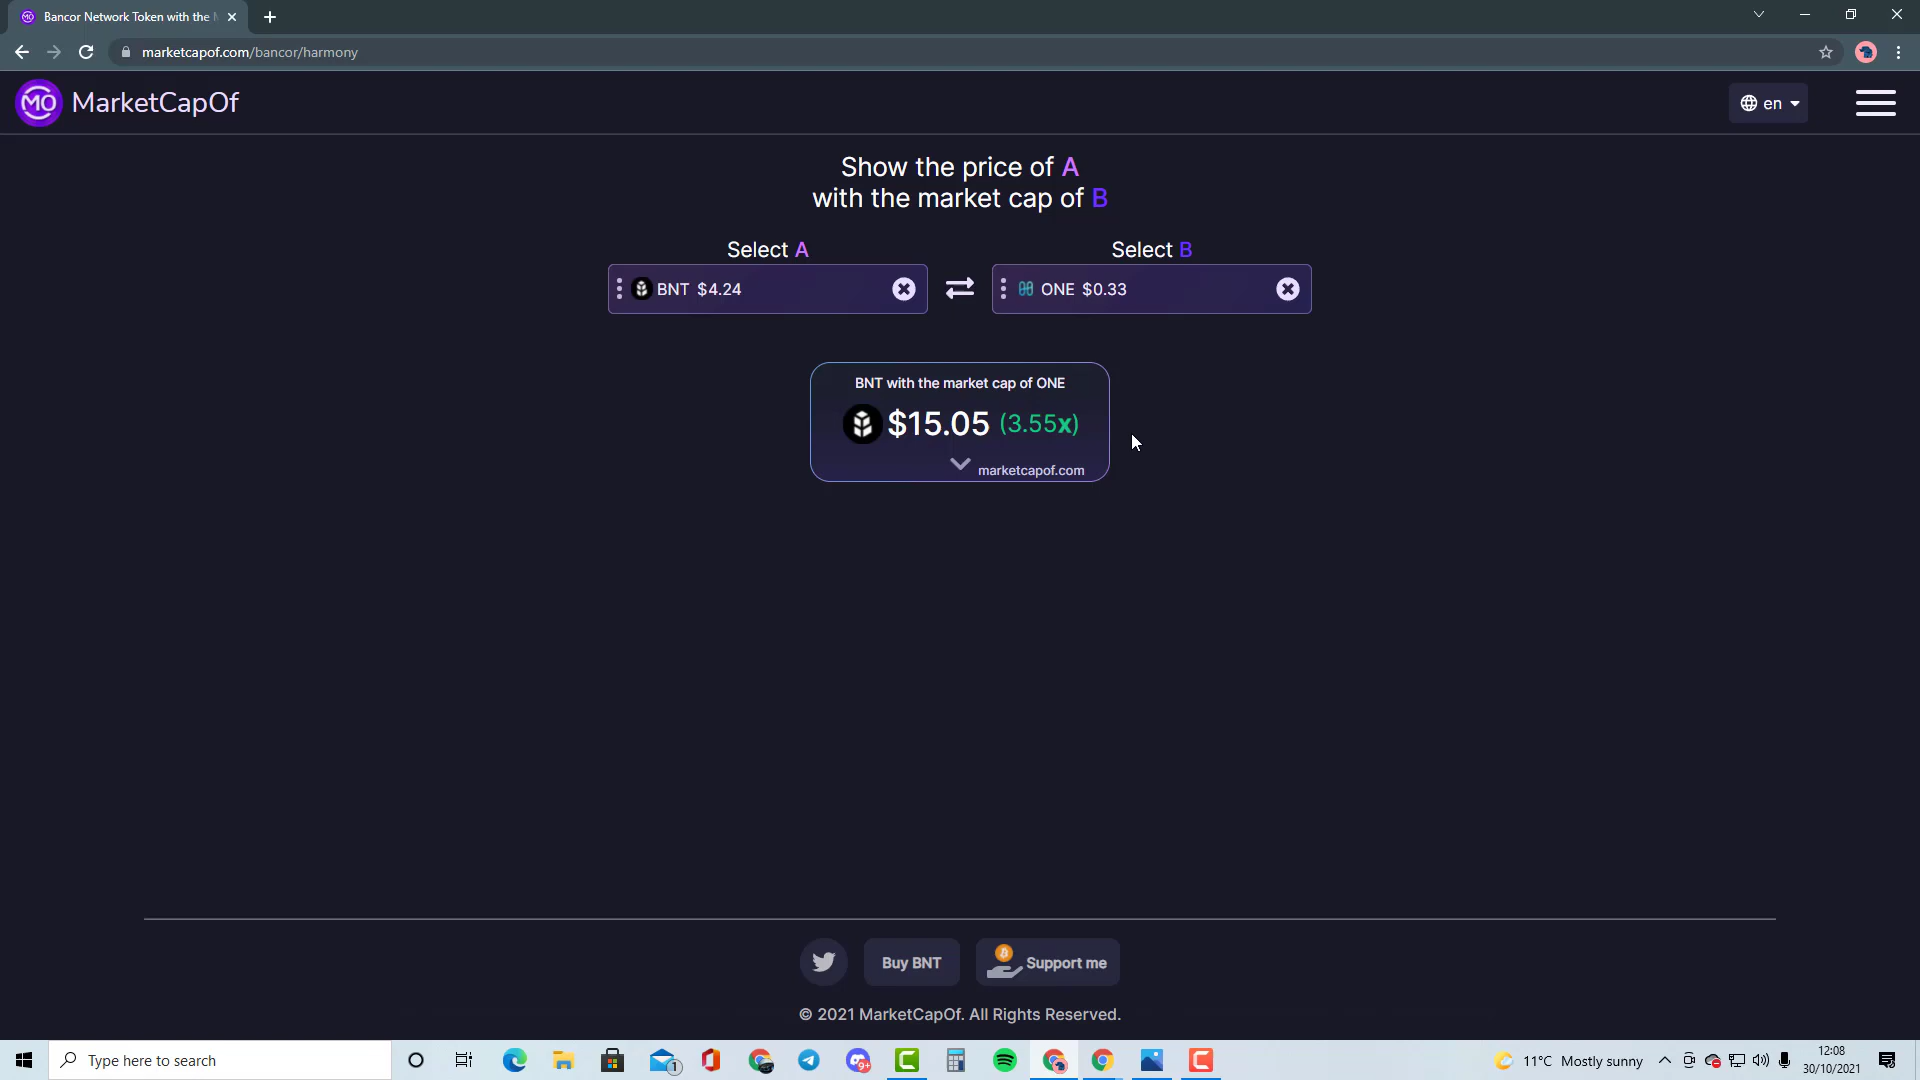 Bancor Network Token with the
marketcapof.com/bancor/harmony
MO
MarketCapOf
en
Show the price of A
with the market cap of B
Select A
Select B
BNT $4.24
ONE $0.33
BNT with the market cap of ONE
$15.05 (3.55x)
marketcapof.com
Buy BNT
Support me
© 2021 MarketCapOf. All Rights Reserved.
Type here to search
1
9+
11°C Mostly sunny
12:08
30/10/2021